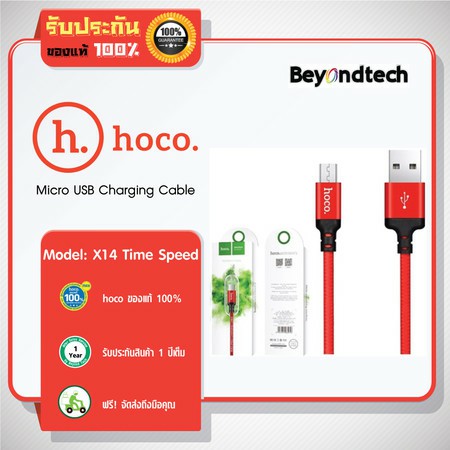 รับประกัน
ของแท้ 100%
100%
GUARANTEE
Beyondtech
h. hoco.
Micro USB Charging Cable
Model: X14 Time Speed
hoco
100%
hoco ของแท้ 100%
1
Year
รับประกันสินค้า 1 ปีเต็ม
ฟรี! จัดส่งถึงมือคุณ
hoco.